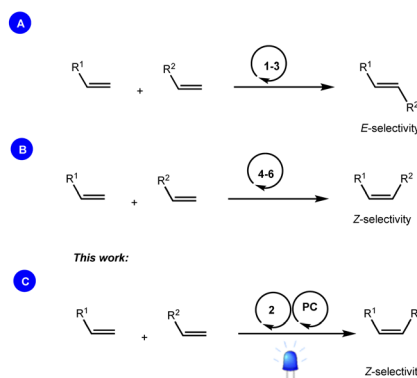 A
R1 + R2 1-3 R1 R2
E-selectivity
B
R1 + R2 4-6 R1 R2
Z-selectivity
This work:
C
R1 + R2 2 PC R1 R
Z-selectivit